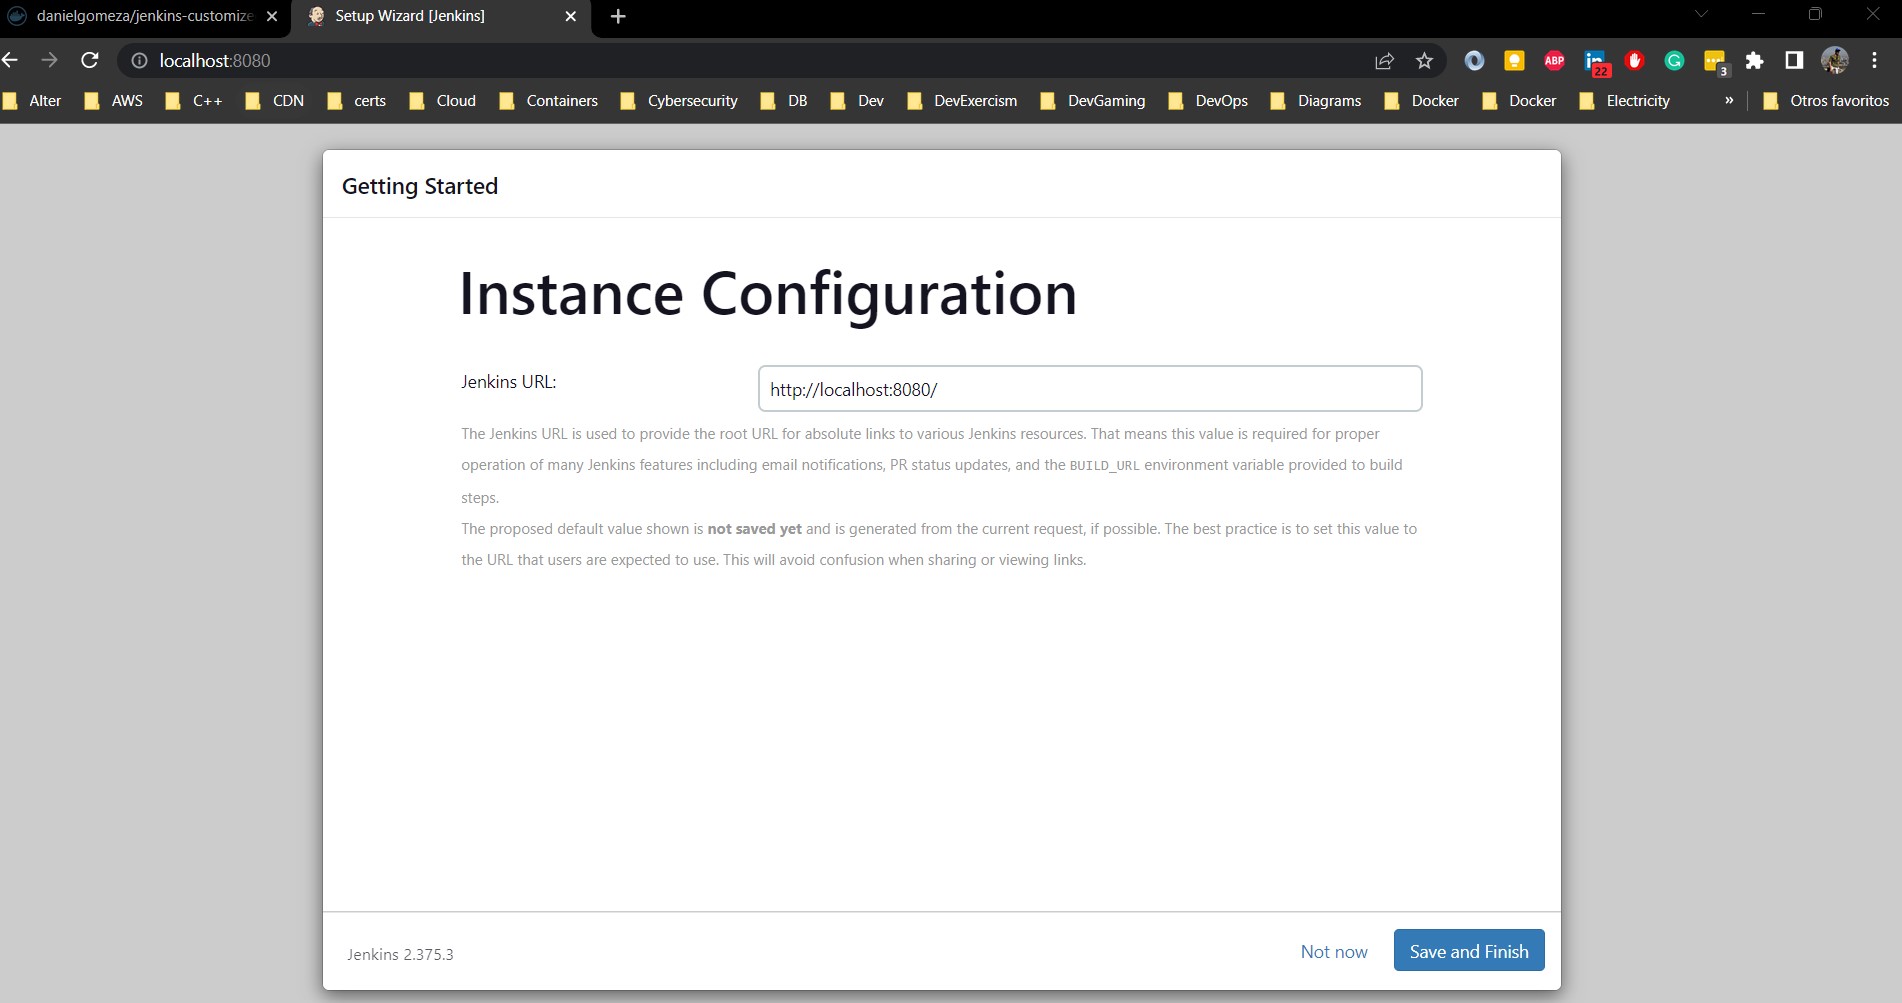 danielgomeza/jenkins-customize
Setup Wizard [Jenkins]
localhost:8080
ABP
in
22
G
3
Alter AWS C++ CDN certs Cloud Containers Cybersecurity DB Dev DevExercism DevGaming DevOps Diagrams Docker Docker Electricity » Otros favoritos
Getting Started
Instance Configuration
Jenkins URL: http://localhost:8080/
The Jenkins URL is used to provide the root URL for absolute links to various Jenkins resources. That means this value is required for proper
operation of many Jenkins features including email notifications, PR status updates, and the BUILD_URL environment variable provided to build
steps.
The proposed default value shown is not saved yet and is generated from the current request, if possible. The best practice is to set this value to
the URL that users are expected to use. This will avoid confusion when sharing or viewing links.
Jenkins 2.375.3
Not now
Save and Finish